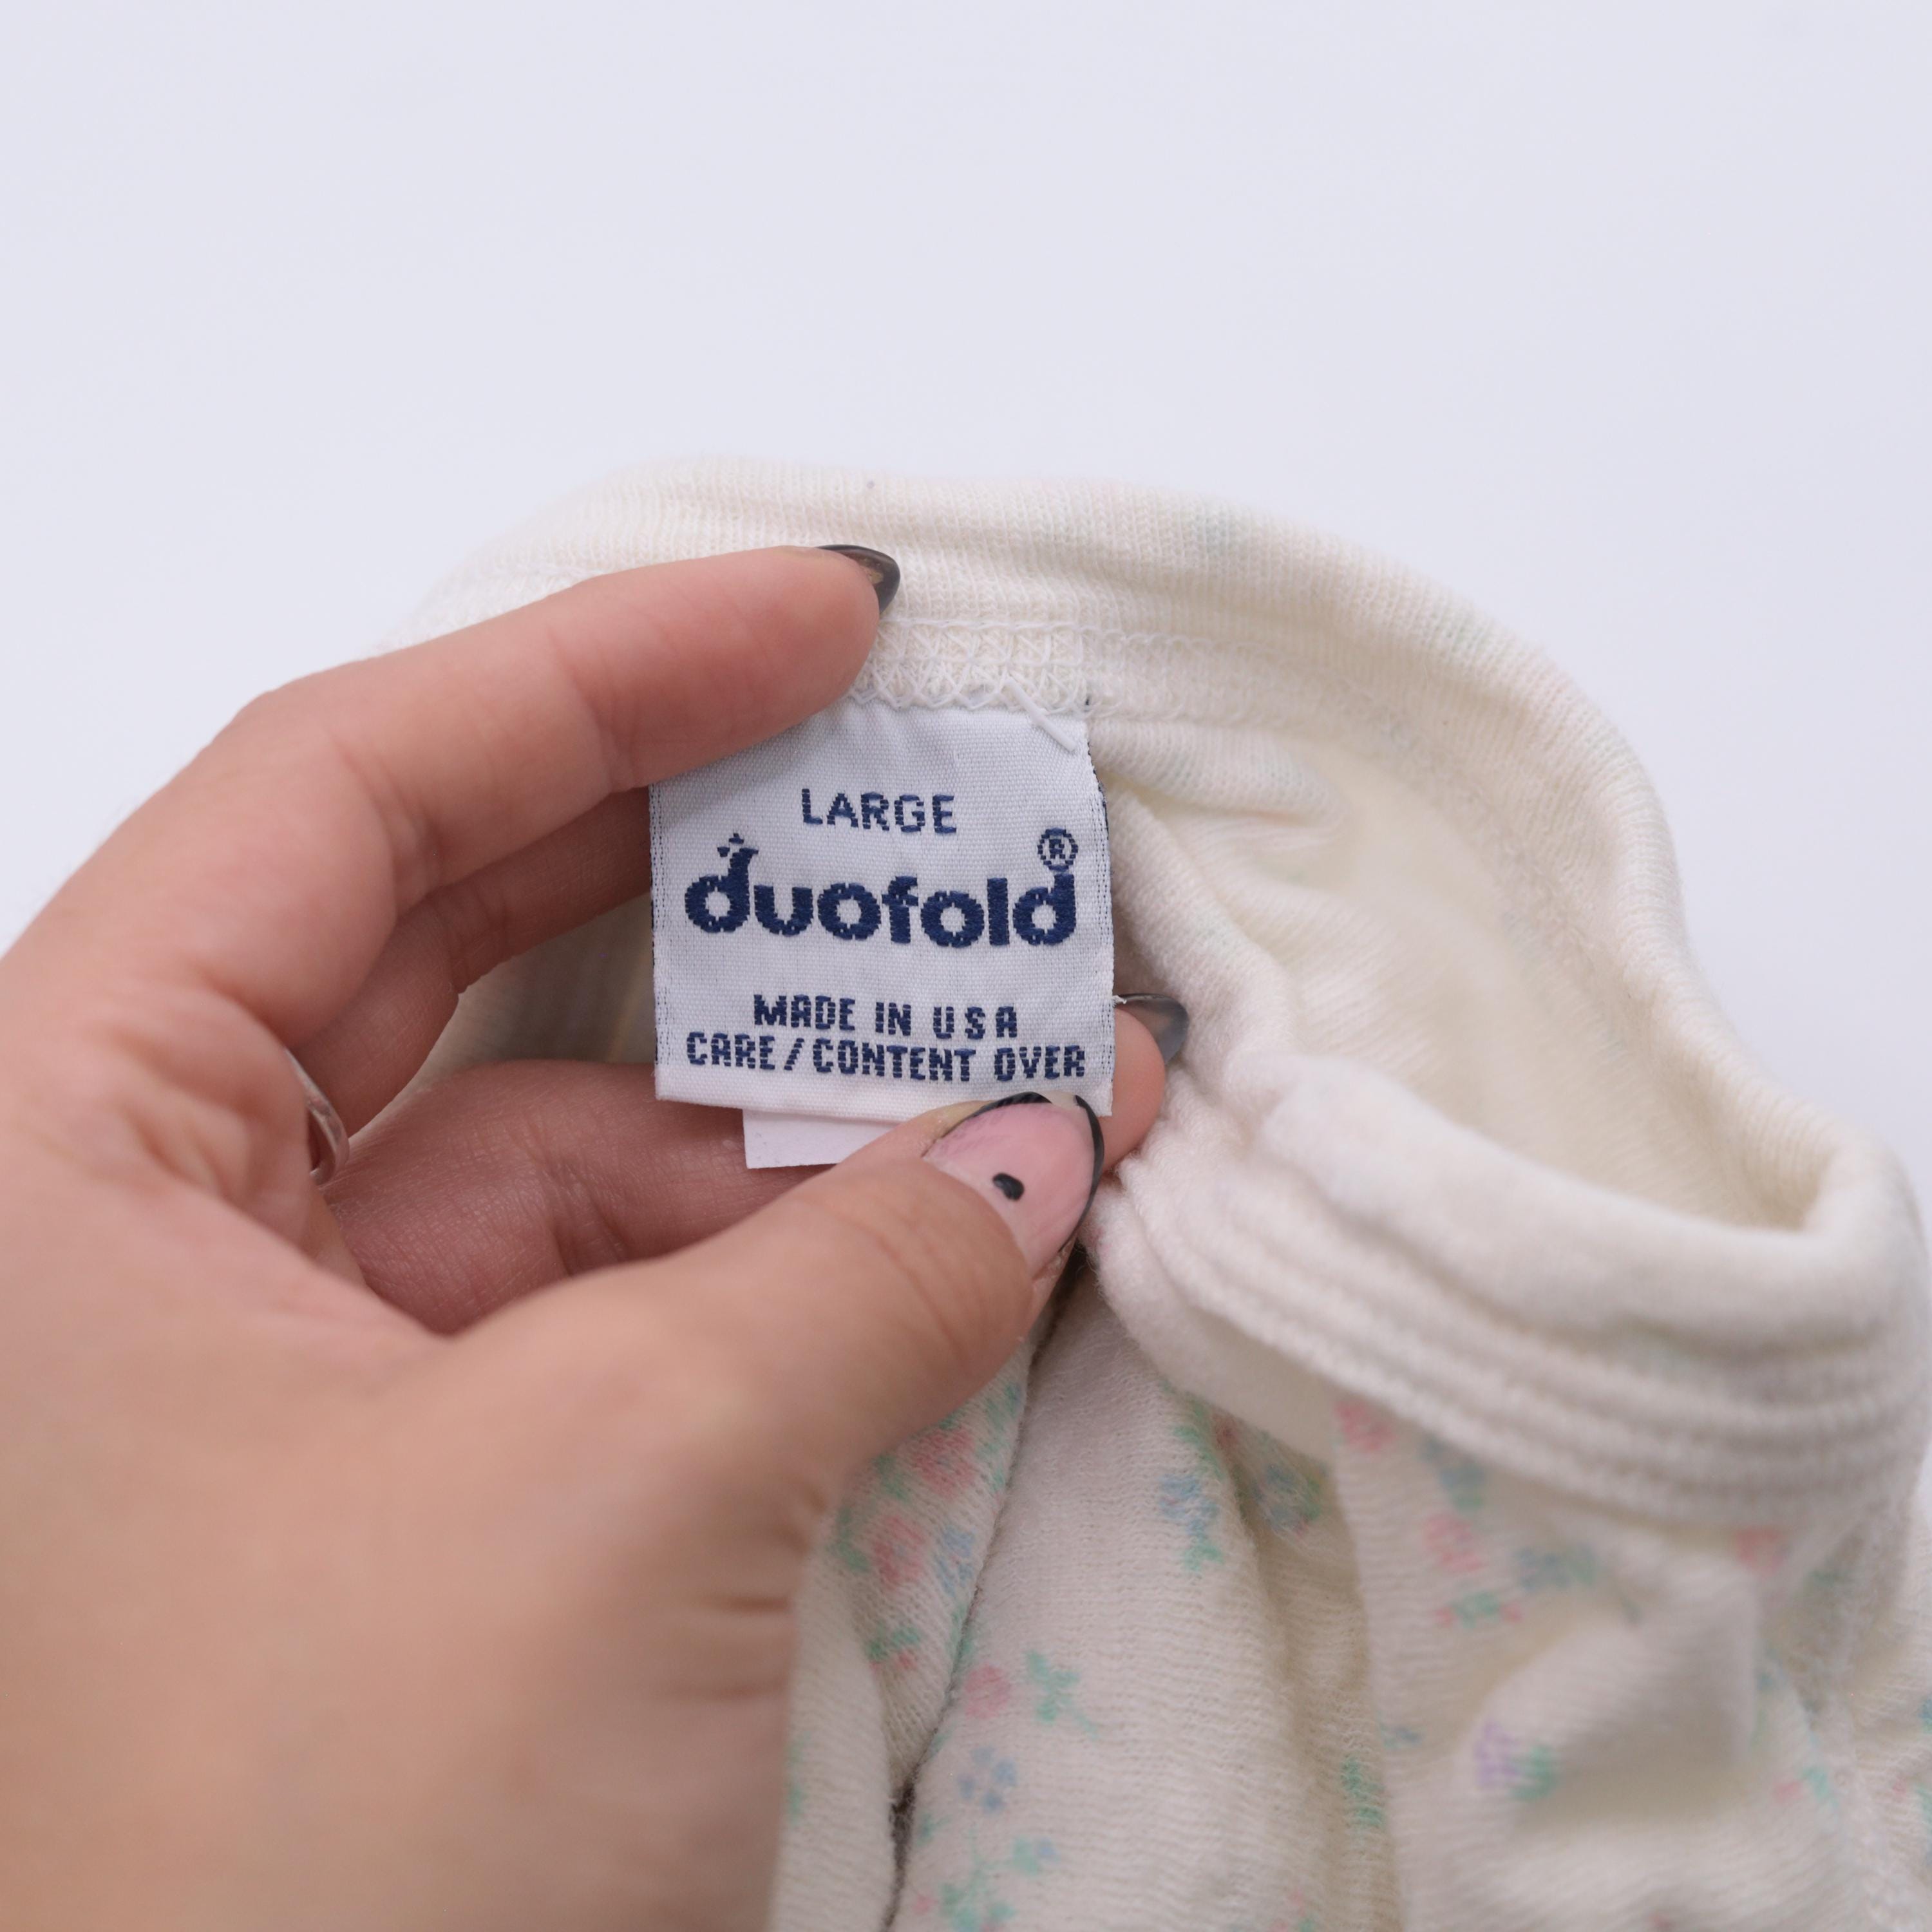 LARGE
duofold®
MADE IN USA
CARE/CONTENT OVER